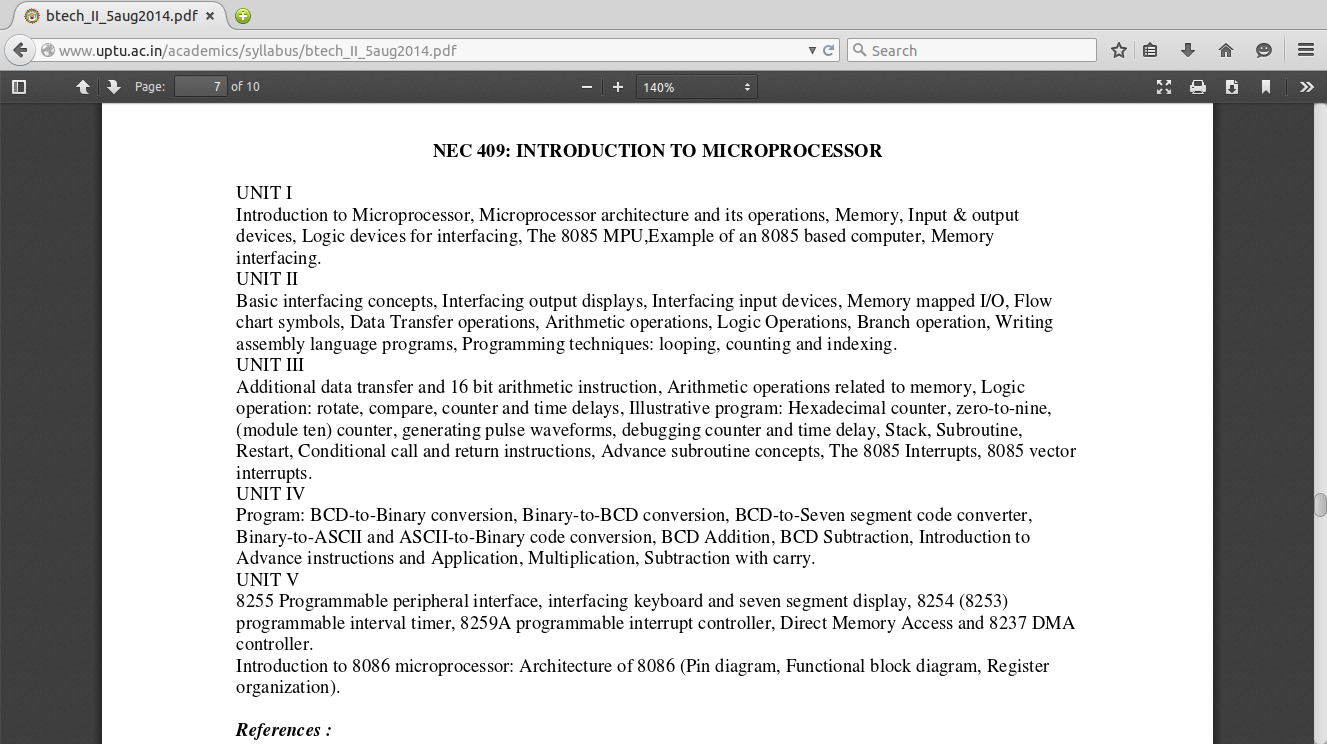 btech_II_5aug2014.pdf
www.uptu.ac.in/academics/syllabus/btech_II_5aug2014.pdf
Search
Page: 7 of 10
140%
NEC 409: INTRODUCTION TO MICROPROCESSOR
UNIT I
Introduction to Microprocessor, Microprocessor architecture and its operations, Memory, Input & output
devices, Logic devices for interfacing, The 8085 MPU,Example of an 8085 based computer, Memory
interfacing.
UNIT II
Basic interfacing concepts, Interfacing output displays, Interfacing input devices, Memory mapped I/O, Flow
chart symbols, Data Transfer operations, Arithmetic operations, Logic Operations, Branch operation, Writing
assembly language programs, Programming techniques: looping, counting and indexing.
UNIT III
Additional data transfer and 16 bit arithmetic instruction, Arithmetic operations related to memory, Logic
operation: rotate, compare, counter and time delays, Illustrative program: Hexadecimal counter, zero-to-nine,
(module ten) counter, generating pulse waveforms, debugging counter and time delay, Stack, Subroutine,
Restart, Conditional call and return instructions, Advance subroutine concepts, The 8085 Interrupts, 8085 vector
interrupts.
UNIT IV
Program: BCD-to-Binary conversion, Binary-to-BCD conversion, BCD-to-Seven segment code converter,
Binary-to-ASCII and ASCII-to-Binary code conversion, BCD Addition, BCD Subtraction, Introduction to
Advance instructions and Application, Multiplication, Subtraction with carry.
UNIT V
8255 Programmable peripheral interface, interfacing keyboard and seven segment display, 8254 (8253)
programmable interval timer, 8259A programmable interrupt controller, Direct Memory Access and 8237 DMA
controller.
Introduction to 8086 microprocessor: Architecture of 8086 (Pin diagram, Functional block diagram, Register
organization).
References :